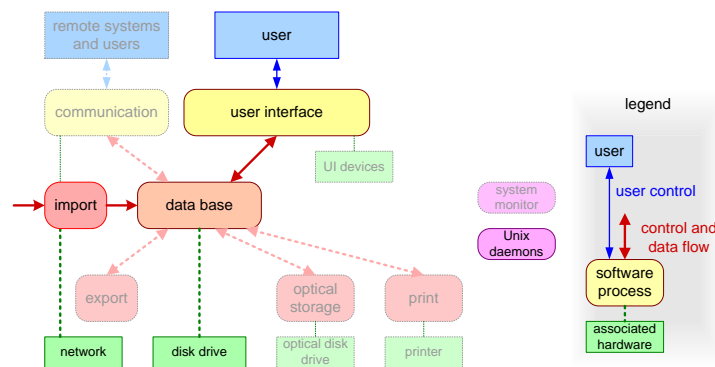 remote systems
and users
user
communication
user interface
UI devices
import
data base
system
monitor
Unix
daemons
export
optical
storage
print
network
disk drive
optical disk
drive
printer
legend
user
user control
control and
data flow
software
process
associated
hardware